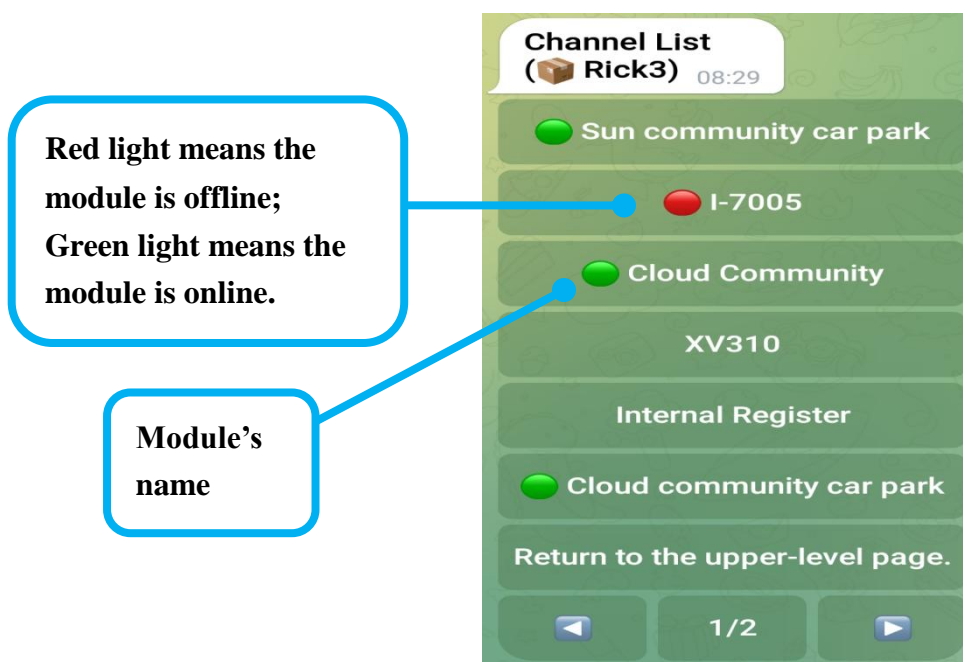 Channel List
(📦 Rick3) 08:29
Sun community car park
Red light means the
module is offline;
Green light means the
module is online.
I-7005
Cloud Community
XV310
Internal Register
Module’s
name
Cloud community car park
Return to the upper-level page.
1/2